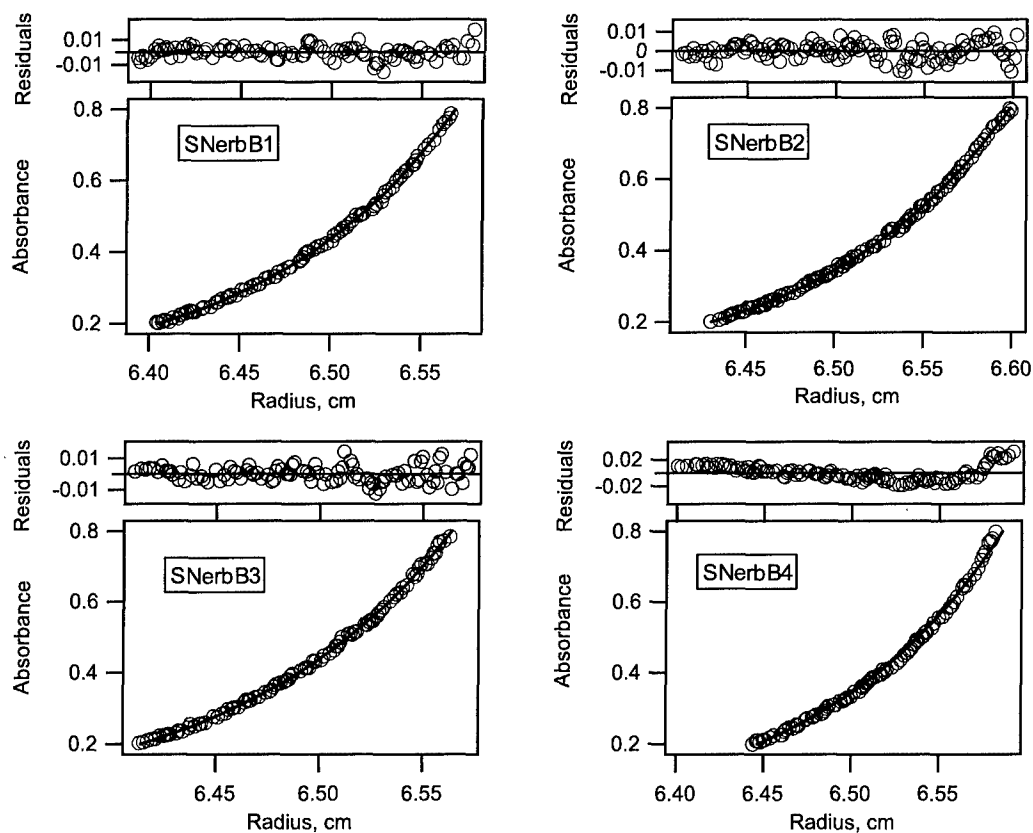 Residuals
0.01
-0.01
Absorbance
0.8
0.6
0.4
0.2
SNerbB1
6.40 6.45 6.50 6.55
Radius, cm
Residuals
0.01
0
-0.01
Absorbance
0.8
0.6
0.4
0.2
SNerbB2
6.45 6.50 6.55 6.60
Radius, cm
Residuals
0.01
-0.01
Absorbance
0.8
0.6
0.4
0.2
SNerbB3
6.45 6.50 6.55
Radius, cm
Residuals
0.02
-0.02
Absorbance
0.8
0.6
0.4
0.2
SNerbB4
6.40 6.45 6.50 6.55
Radius, cm